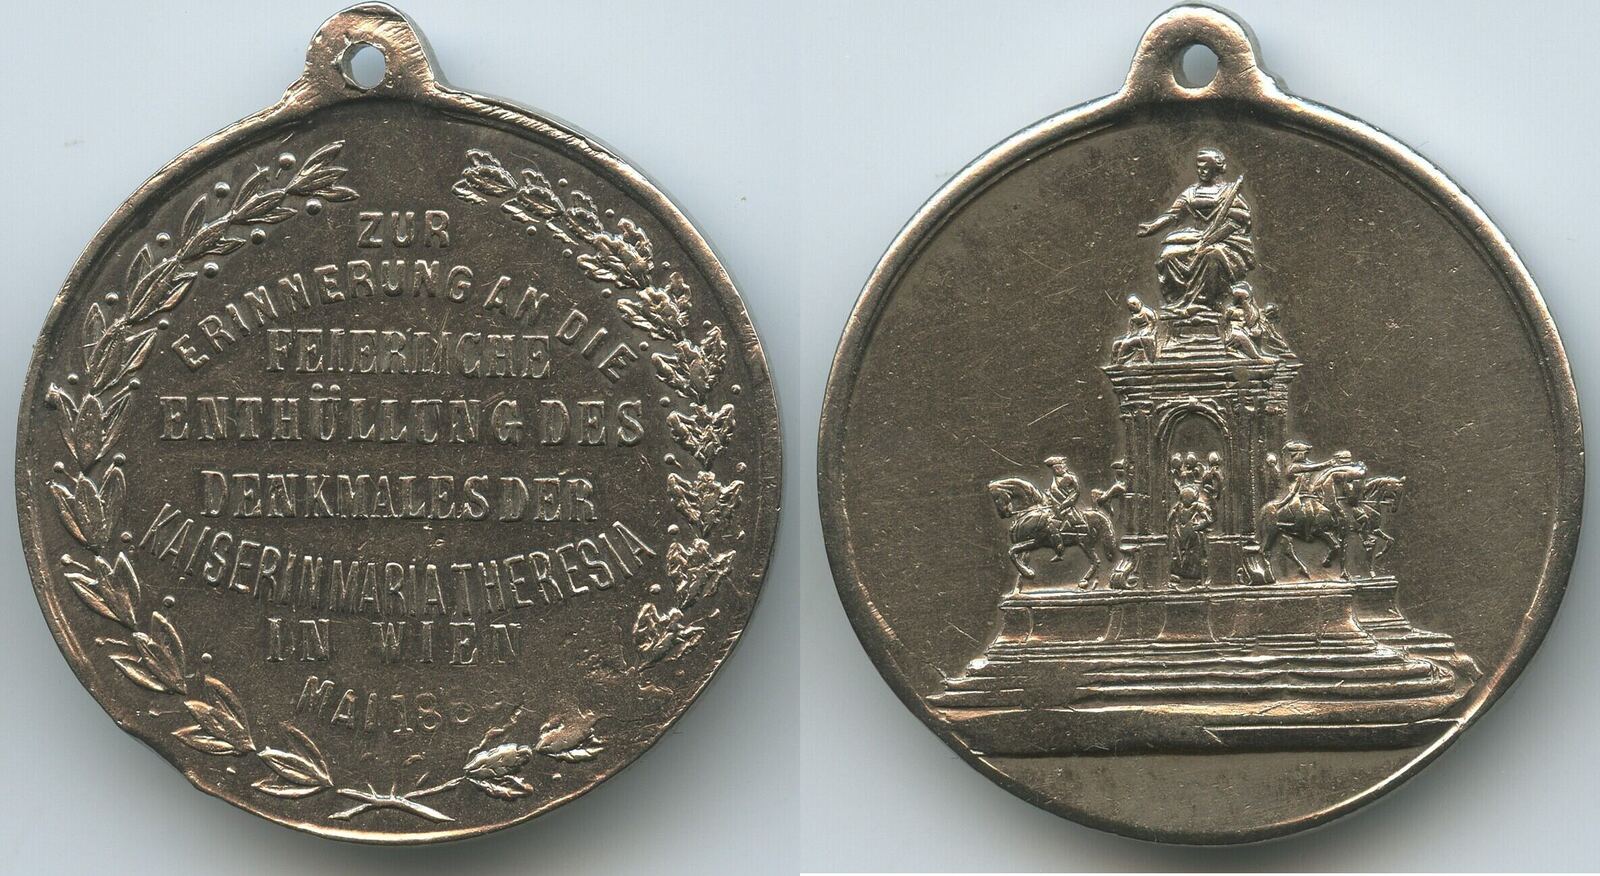 ZUR
ERINNERUNG AN DIE
FEIERLICHE
ENTHÜLLUNG DES
DENKMALES DER
KAISERIN MARIA THERESIA
IN WIEN
MAI 18